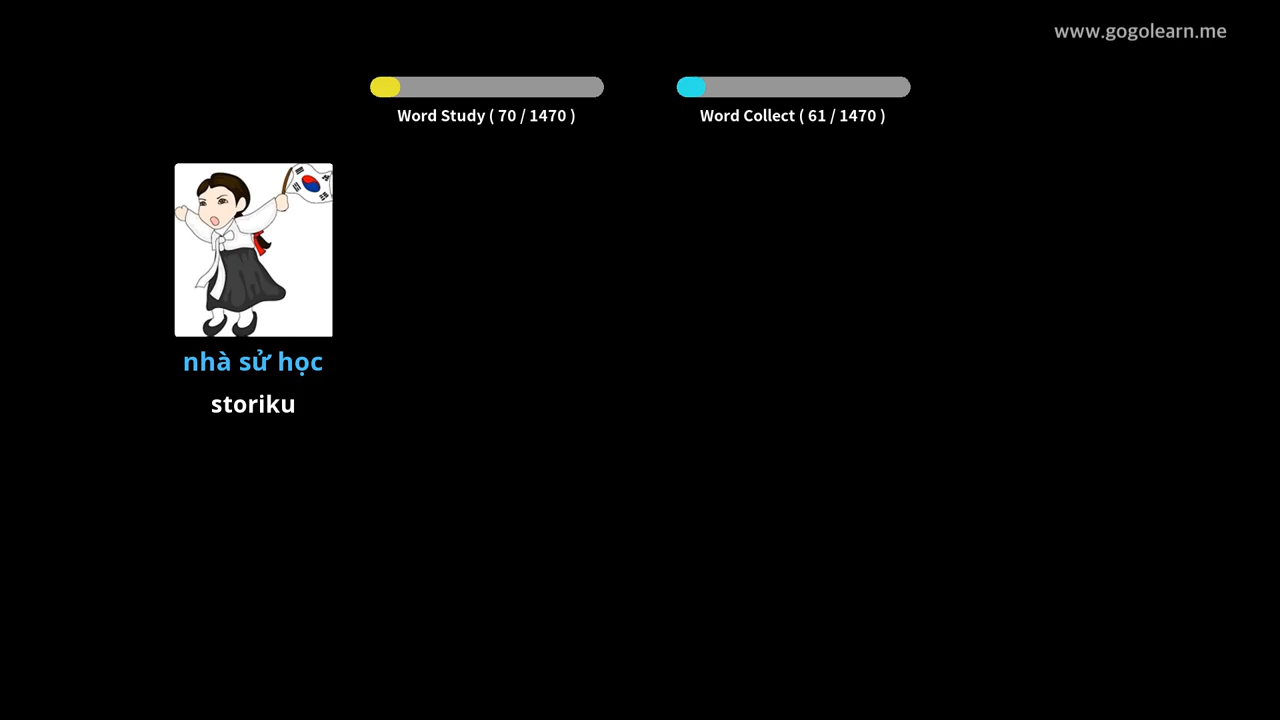 www.gogolearn.me
Word Study ( 70 / 1470 )
Word Collect ( 61 / 1470 )
nhà sử học
storiku